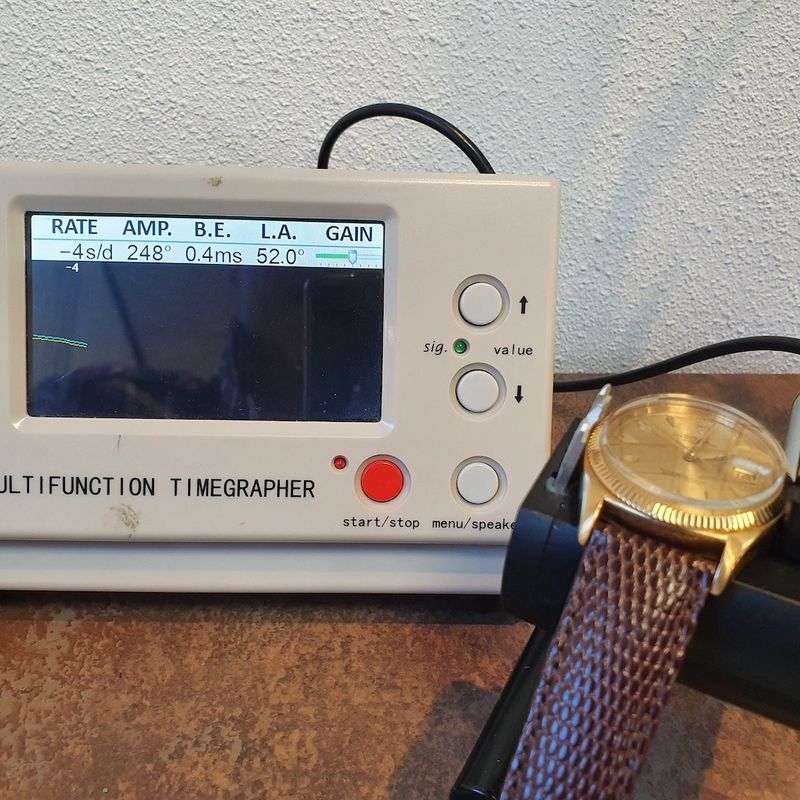 RATE AMP. B.E. L.A. GAIN
−4s/d 248° 0.4ms 52.0°
-4
sig. value
ULTIFUNCTION TIMEGRAPHER
start/stop menu/speake